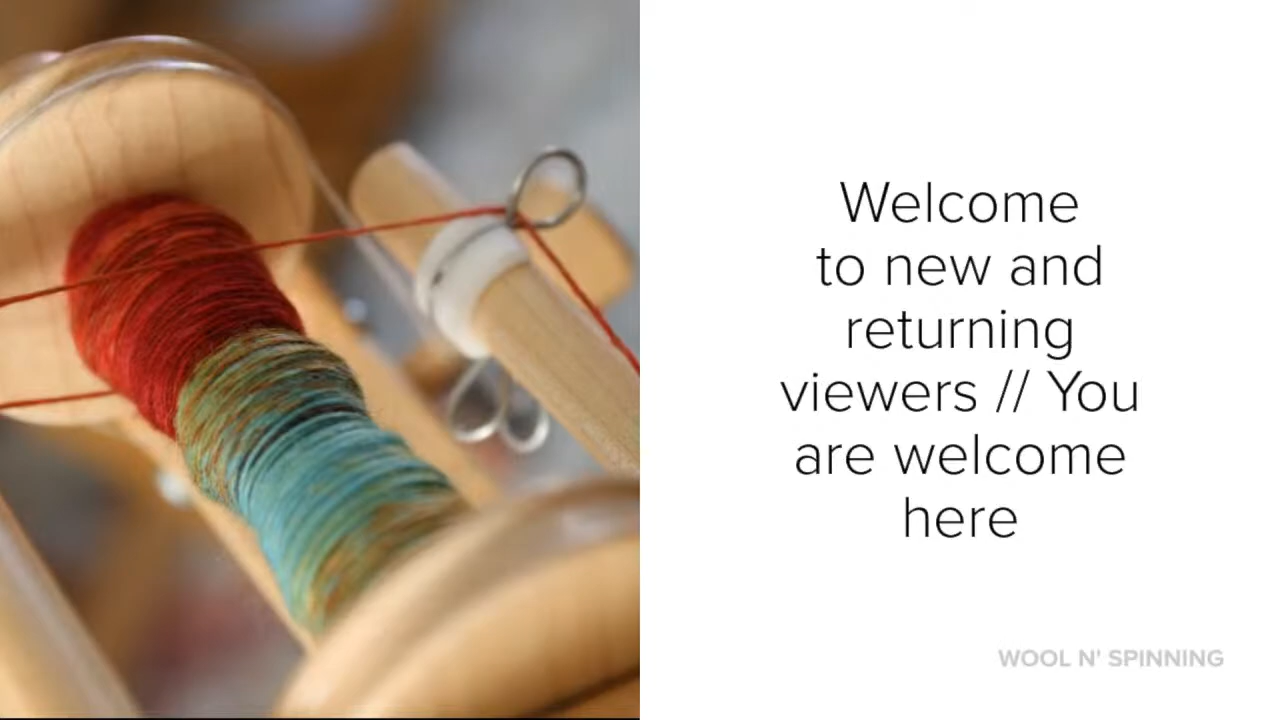 Welcome
to new and
returning
viewers // You
are welcome
here
WOOL N' SPINNING